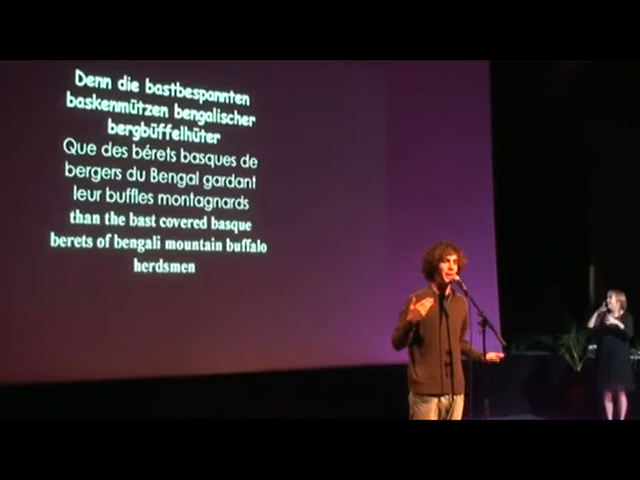 Denn die bastbespannten
baskenmützen bengalischer
bergbüffelhüter
Que des bérets basques de
bergers du Bengal gardant
leur buffles montagnards
than the bast covered basque
berets of bengali mountain buffalo
herdsmen